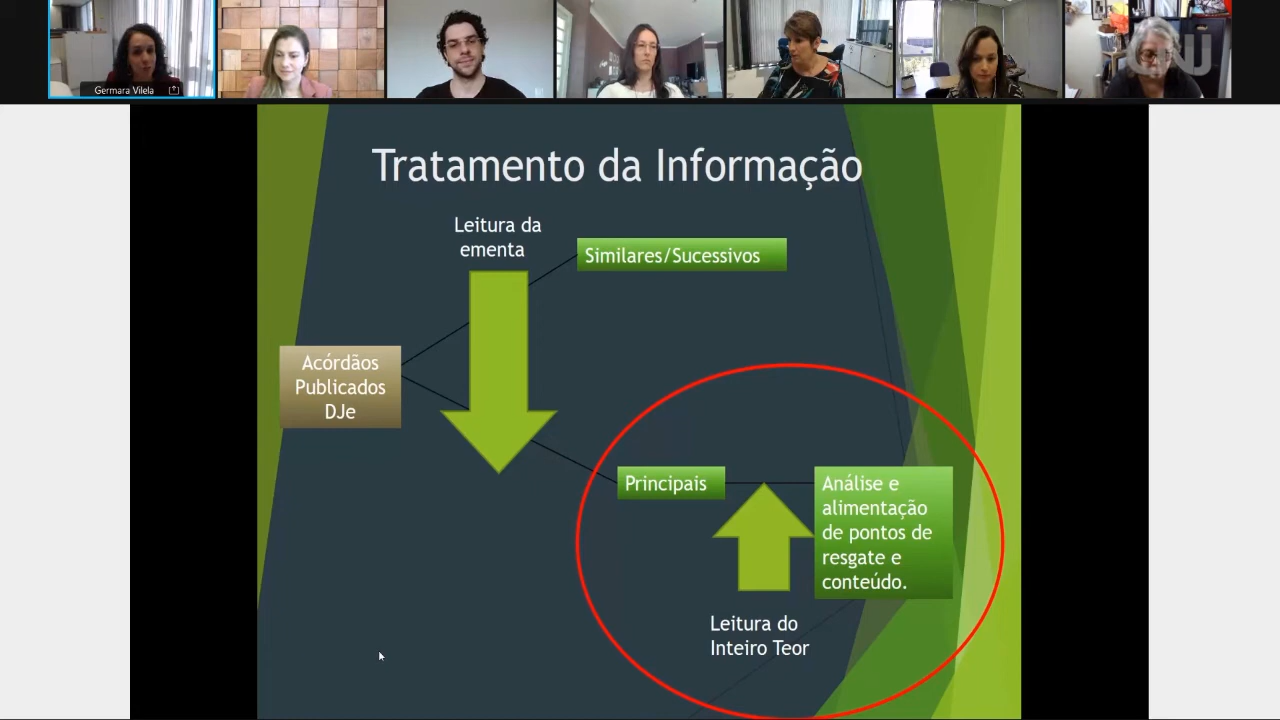 Germara Vilela
CNJ
Tratamento da Informação
Leitura da
ementa
Similares/Sucessivos
Acórdãos
Publicados
DJe
Principais
Análise e
alimentação
de pontos de
resgate e
conteúdo.
Leitura do
Inteiro Teor